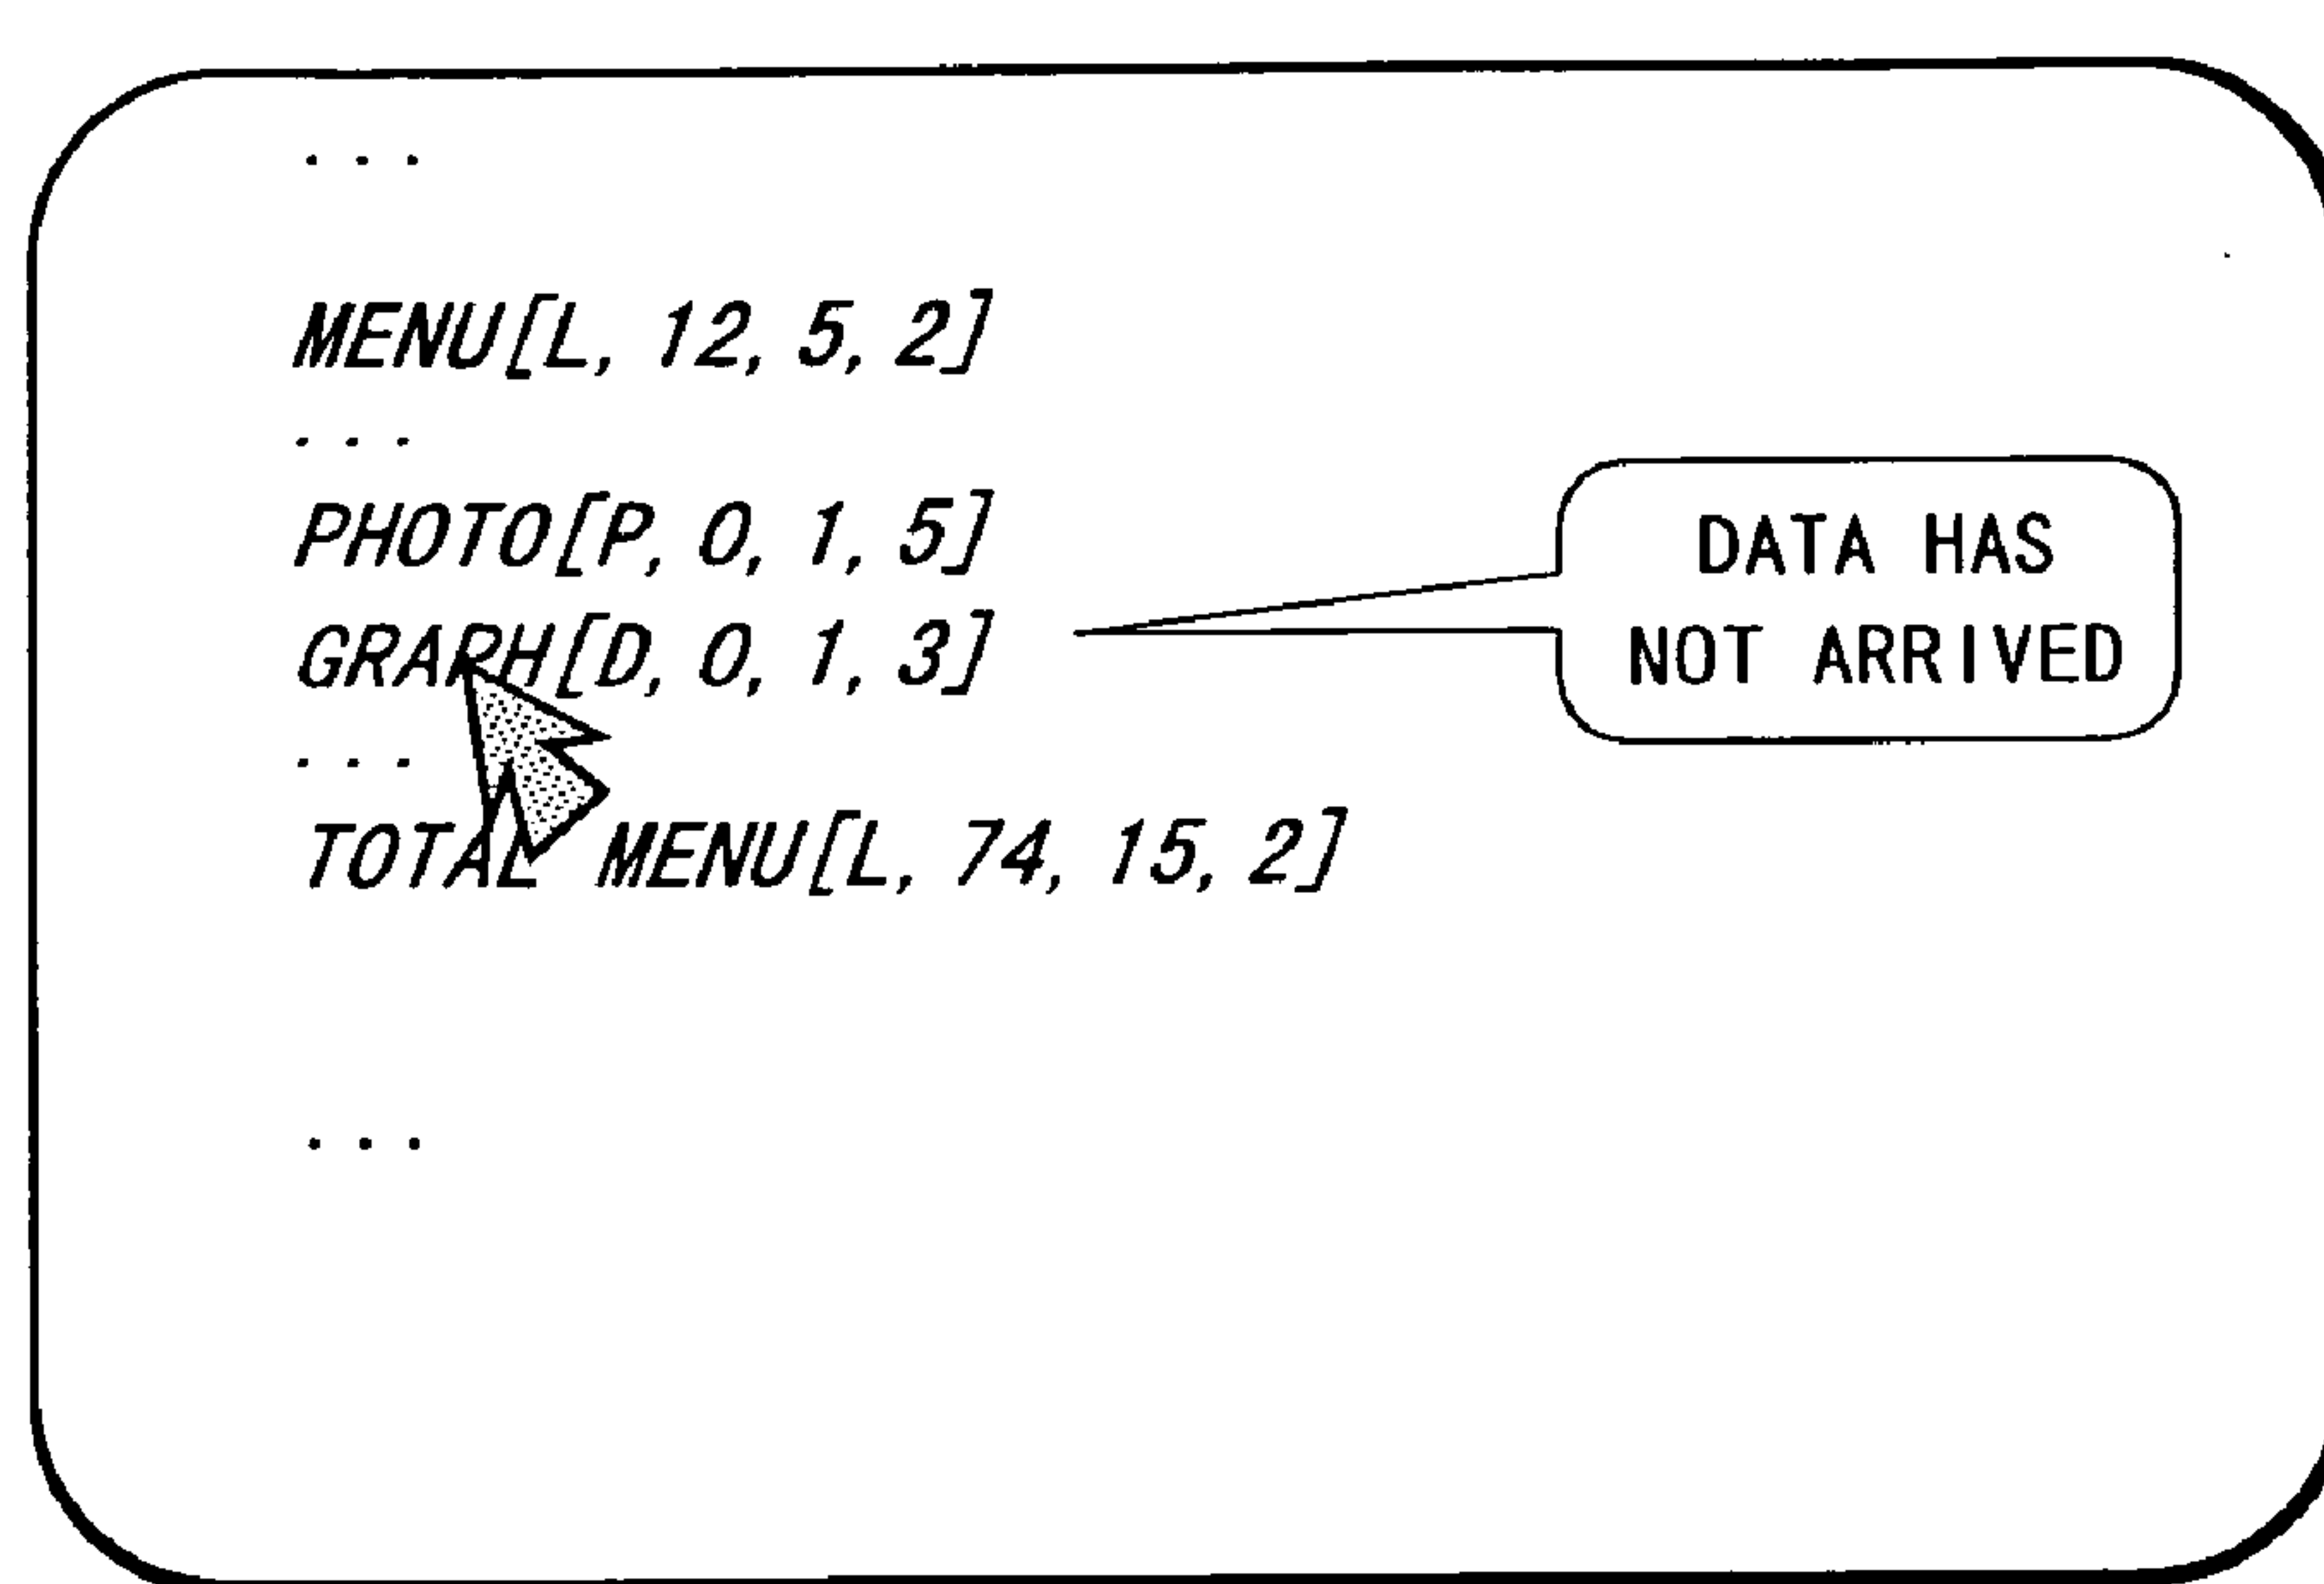 ...
MENU[L, 12, 5, 2]
...
PHOTO[P, 0, 1, 5]
GRAPH[D, 0, 1, 3]
DATA HAS
NOT ARRIVED
...
TOTAL MENU[L, 74, 15, 2]
...